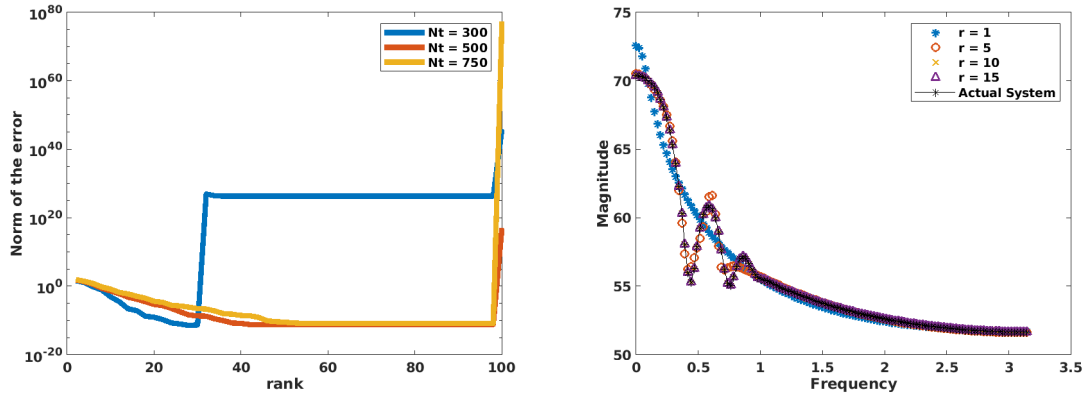 10^80
10^60
10^40
10^20
10^0
10^-20
0
20
40
60
80
100
Norm of the error
rank
Nt = 300
Nt = 500
Nt = 750
75
70
65
60
55
50
0
0.5
1
1.5
2
2.5
3
3.5
Magnitude
Frequency
r = 1
r = 5
r = 10
r = 15
Actual System